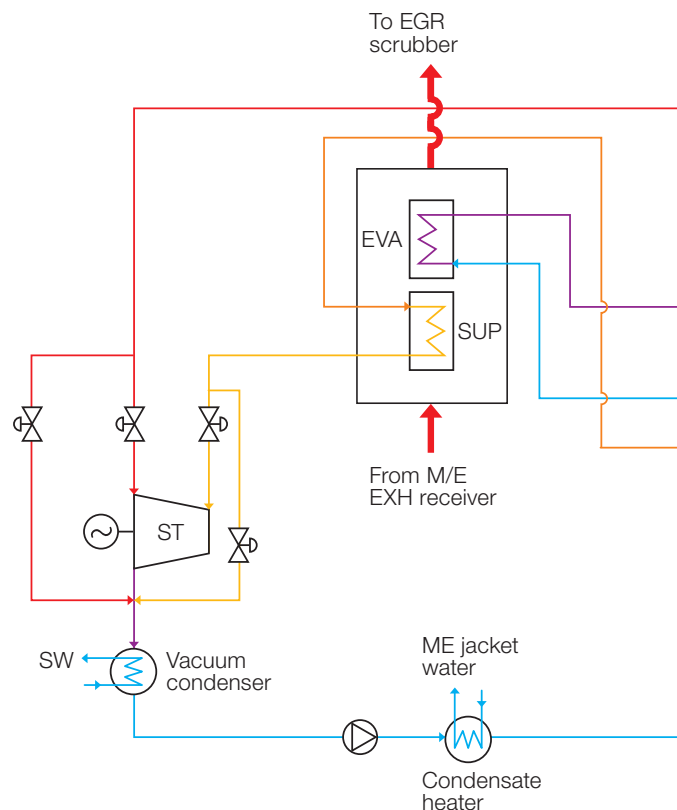 To EGR
scrubber
EVA
SUP
From M/E
EXH receiver
ST
SW
Vacuum
condenser
ME jacket
water
Condensate
heater